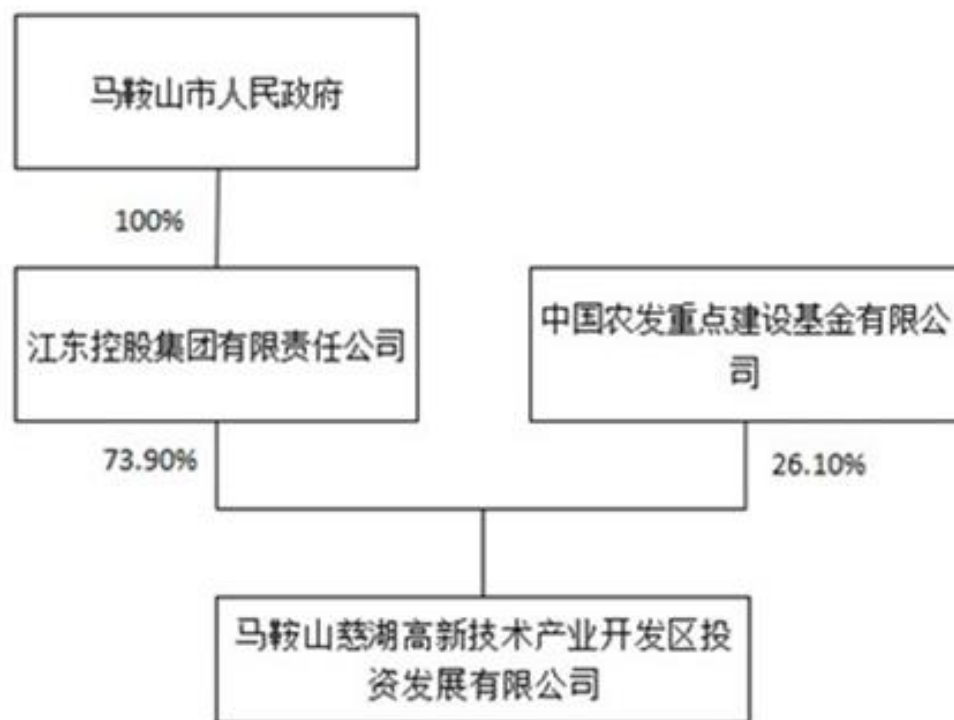 马鞍山市人民政府
100%
江东控股集团有限责任公司
中国农发重点建设基金有限公
司
73.90%
26.10%
马鞍山慈湖高新技术产业开发区投
资发展有限公司